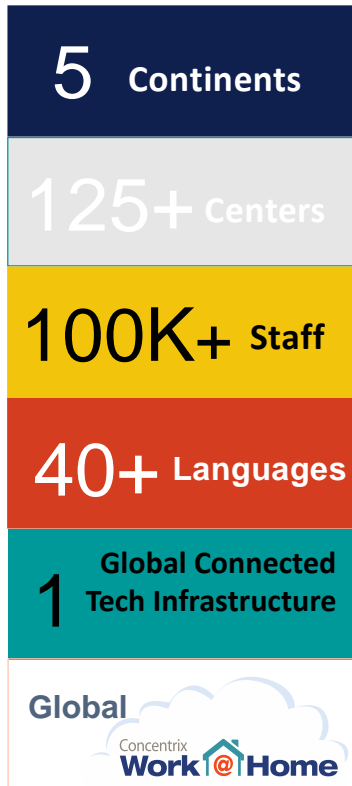 5 Continents
125+ Centers
100K+ Staff
40+ Languages
1 Global Connected
Tech Infrastructure
Global
Concentrix
Work@Home